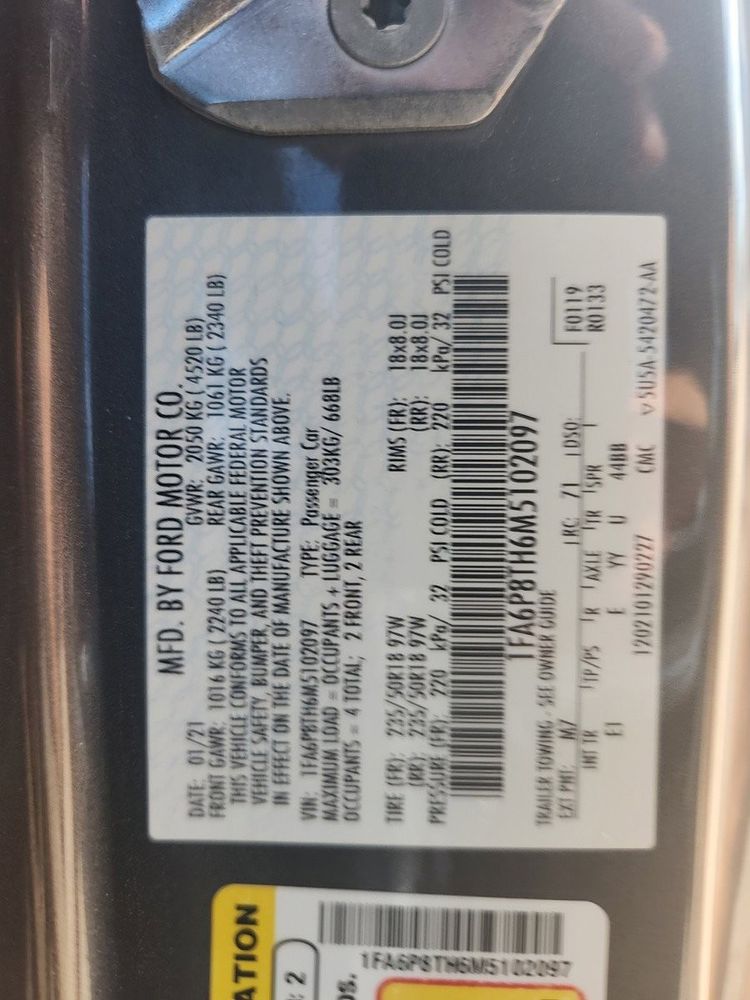 MFD. BY FORD MOTOR CO.
DATE: 01/21 GVWR: 2050 KG ( 4520 LB)
FRONT GAWR: 1016 KG ( 2240 LB) REAR GAWR: 1061 KG ( 2340 LB)
THIS VEHICLE CONFORMS TO ALL APPLICABLE FEDERAL MOTOR
VEHICLE SAFETY, BUMPER, AND THEFT PREVENTION STANDARDS
IN EFFECT ON THE DATE OF MANUFACTURE SHOWN ABOVE.
VIN: 1FA6P8TH6M5102097 TYPE: Passenger Car
MAXIMUM LOAD = OCCUPANTS + LUGGAGE = 303KG/ 668LB
OCCUPANTS = 4 TOTAL; 2 FRONT, 2 REAR
TIRE (FR): 235/50R18 97W RIMS (FR): 18x8.0J
(RR): 235/50R18 97W (RR): 18x8.0J
PRESSURE (FR): 220 kPa/ 32 PSI COLD (RR): 220 kPa/ 32 PSI COLD
1FA6P8TH6M5102097
TRAILER TOWING - SEE OWNER GUIDE F0119
EXT PNT: M7 RC: 71 DSO: R0133
INT TR TP/PS R AXLE TR SPR
EJ E YY U 44BB
1202101290227 CMC v5U5A-5420472-AA
ATION
: 2
os.
1FA6P8TH6M5102097